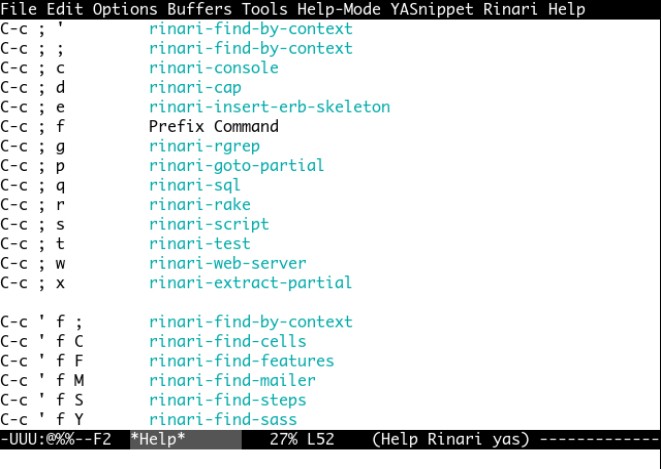 File Edit Options Buffers Tools Help-Mode YASnippet Rinari Help
C-c ; '         rinari-find-by-context
C-c ; ;         rinari-find-by-context
C-c ; c         rinari-console
C-c ; d         rinari-cap
C-c ; e         rinari-insert-erb-skeleton
C-c ; f         Prefix Command
C-c ; g         rinari-rgrep
C-c ; p         rinari-goto-partial
C-c ; q         rinari-sql
C-c ; r         rinari-rake
C-c ; s         rinari-script
C-c ; t         rinari-test
C-c ; w         rinari-web-server
C-c ; x         rinari-extract-partial
C-c ' f ;       rinari-find-by-context
C-c ' f C       rinari-find-cells
C-c ' f F       rinari-find-features
C-c ' f M       rinari-find-mailer
C-c ' f S       rinari-find-steps
C-c ' f Y       rinari-find-sass
-UUU:@%%--F2  *Help*         27% L52    (Help Rinari yas) -------------